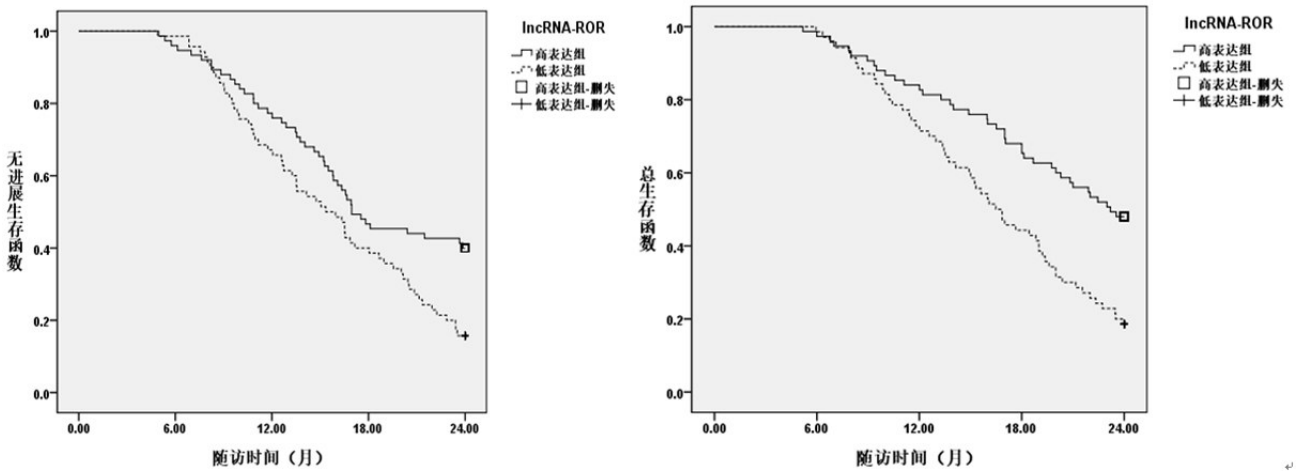 lncRNA-ROR
高表达组
低表达组
高表达组-删失
低表达组-删失
无进展生存函数
1.0
0.8
0.6
0.4
0.2
0.0
0.00
6.00
12.00
18.00
24.00
随访时间（月）
lncRNA-ROR
高表达组
低表达组
高表达组-删失
低表达组-删失
总生存函数
1.0
0.8
0.6
0.4
0.2
0.0
0.00
6.00
12.00
18.00
24.00
随访时间（月）